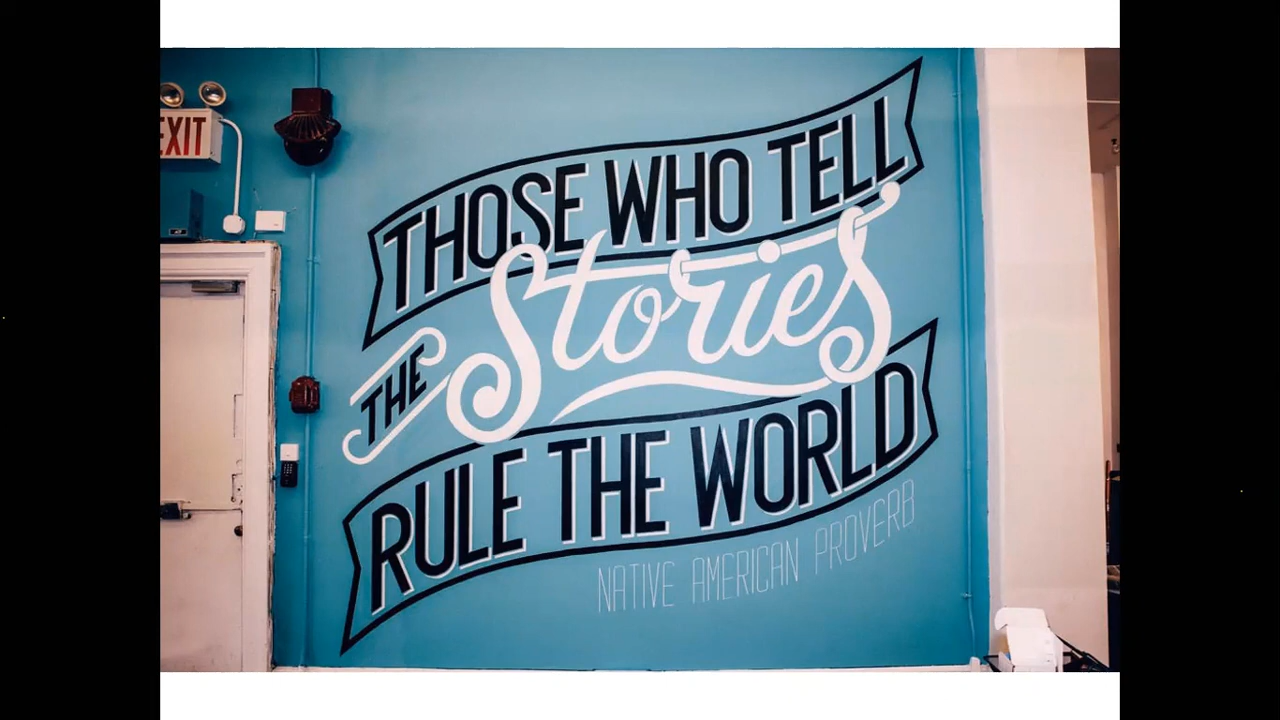 EXIT
THOSE WHO TELL
THE Stories
RULE THE WORLD
NATIVE AMERICAN PROVERB